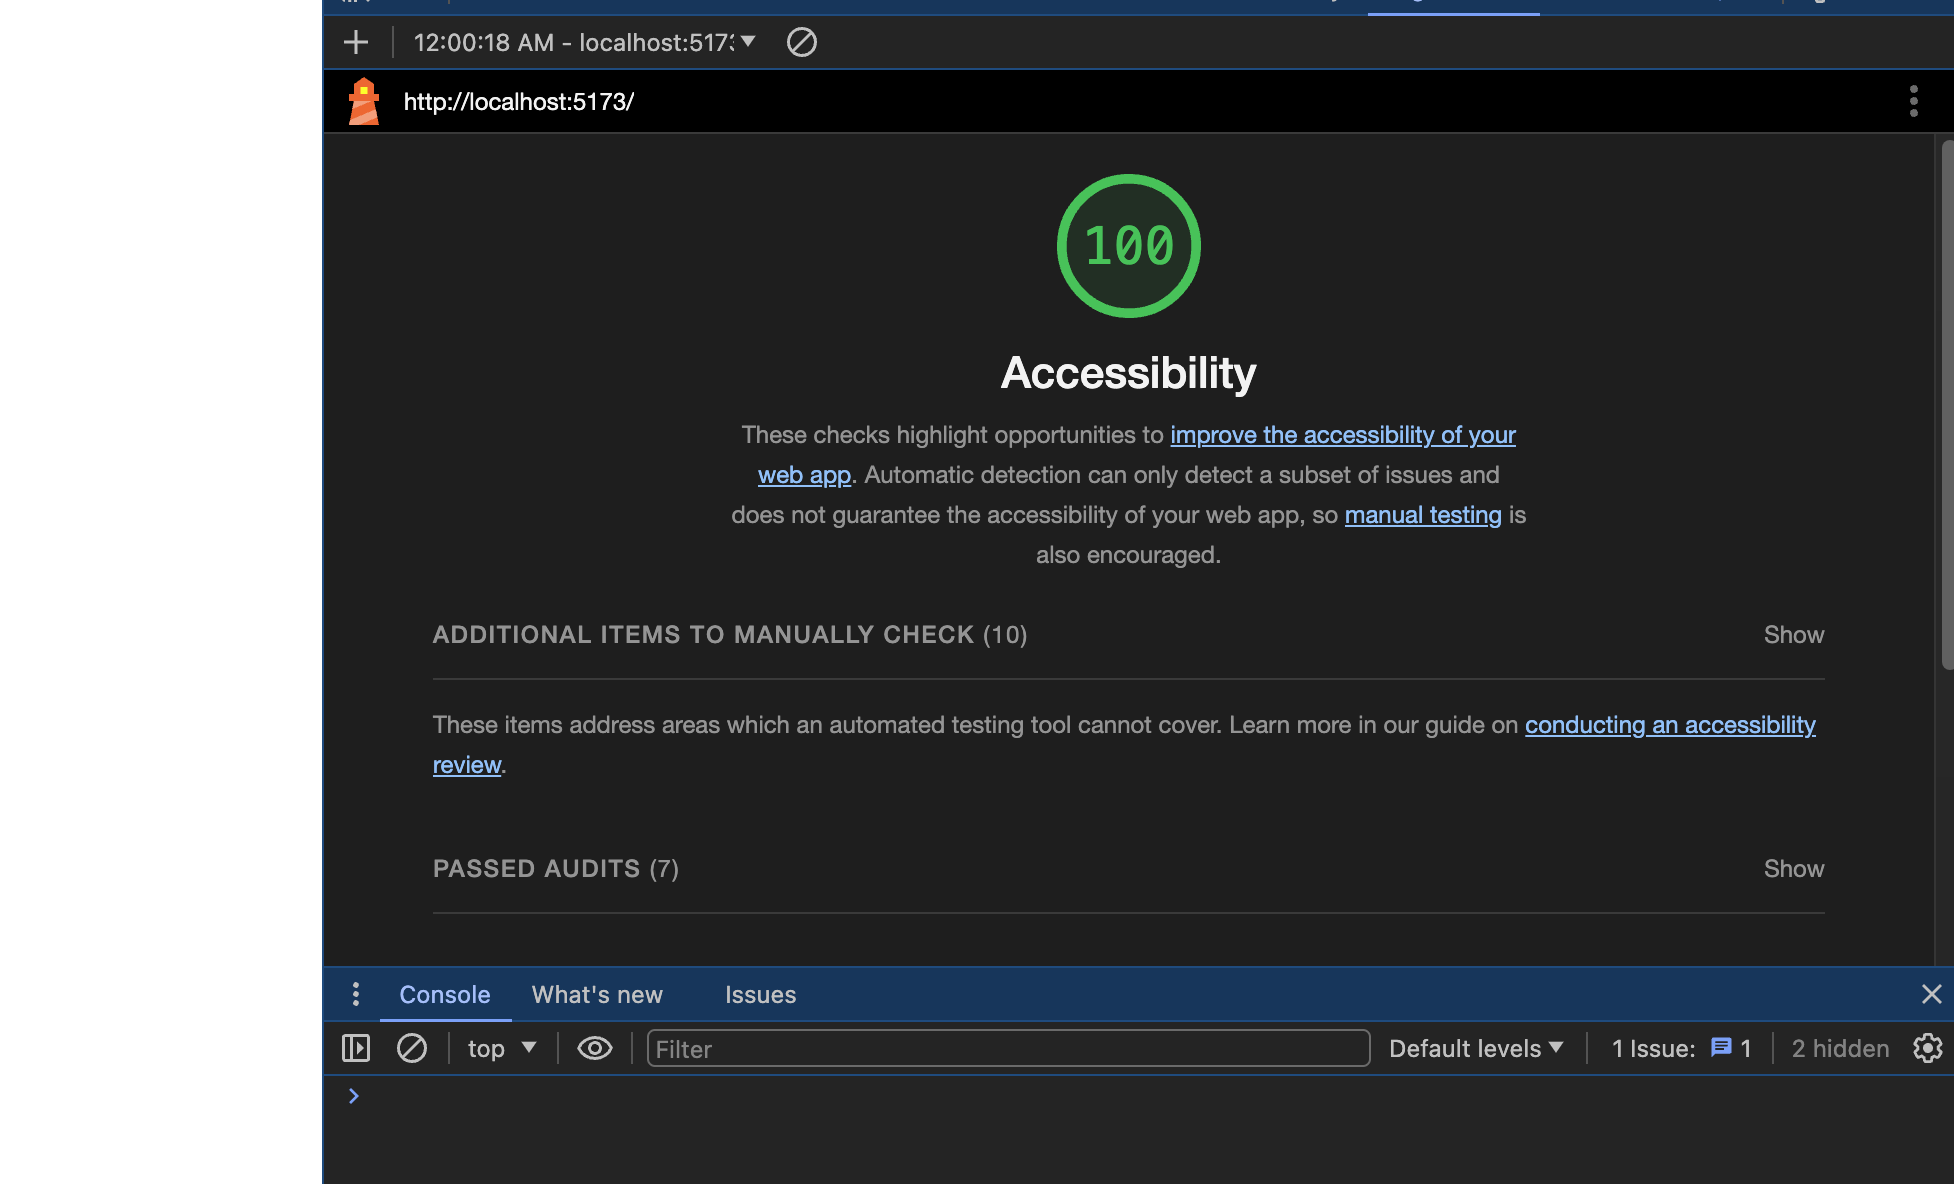 12:00:18 AM - localhost:517
http://localhost:5173/
100
Accessibility
These checks highlight opportunities to improve the accessibility of your
web app. Automatic detection can only detect a subset of issues and
does not guarantee the accessibility of your web app, so manual testing is
also encouraged.
ADDITIONAL ITEMS TO MANUALLY CHECK (10) Show
These items address areas which an automated testing tool cannot cover. Learn more in our guide on conducting an accessibility
review.
PASSED AUDITS (7) Show
Console What's new Issues
top Filter Default levels 1 Issue: 1 2 hidden